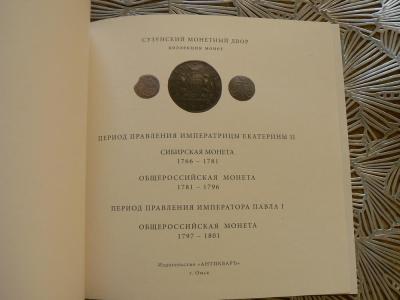 СУЗУНСКИЙ МОНЕТНЫЙ ДВОР
КОЛЛЕКЦИЯ МОНЕТ
ПЕРИОД ПРАВЛЕНИЯ ИМПЕРАТРИЦЫ ЕКАТЕРИНЫ II
СИБИРСКАЯ МОНЕТА
1766 – 1781
ОБЩЕРОССИЙСКАЯ МОНЕТА
1781 – 1796
ПЕРИОД ПРАВЛЕНИЯ ИМПЕРАТОРА ПАВЛА I
ОБЩЕРОССИЙСКАЯ МОНЕТА
1797 – 1801
Издательство «АНТИКВАРЪ»
г. Омск